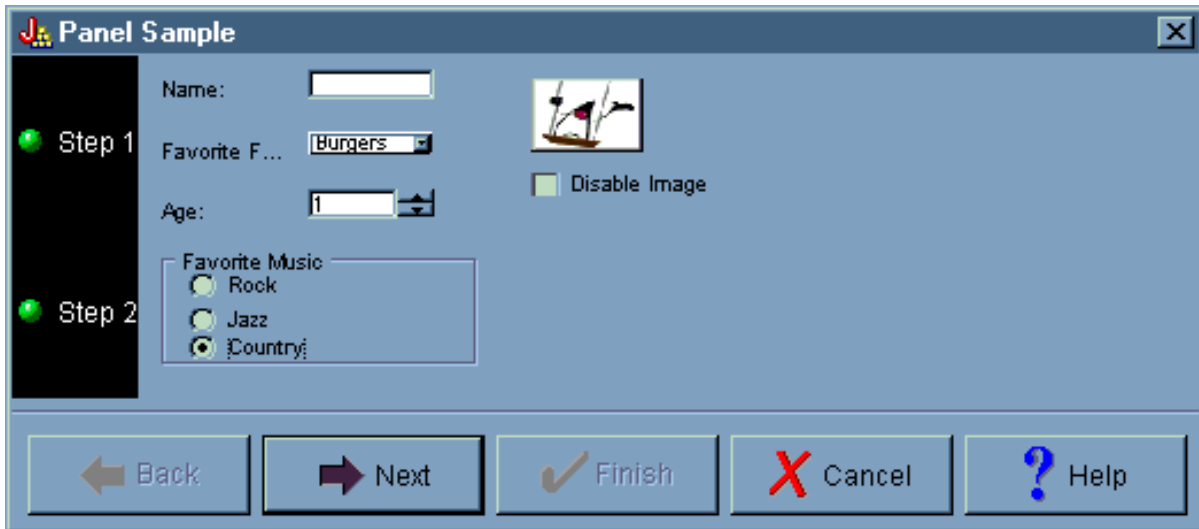 Panel Sample
Step 1
Step 2
Name:
Favorite F...
Burgers
Age:
1
Disable Image
Favorite Music
Rock
Jazz
Country
Back
Next
Finish
Cancel
? Help